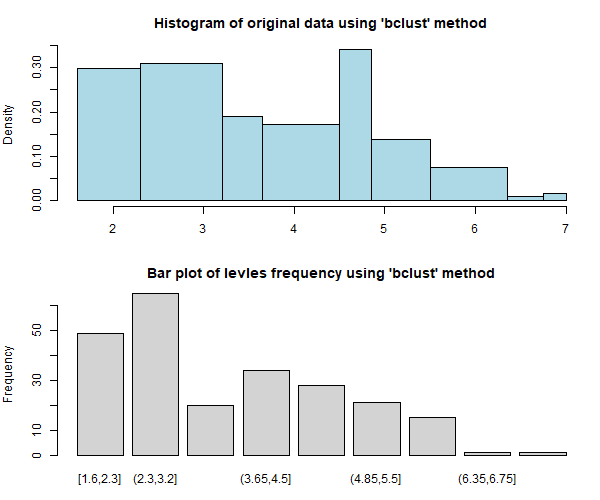 Histogram of original data using 'bclust' method
Density
0.00 0.10 0.20 0.30
2 3 4 5 6 7
Bar plot of levles frequency using 'bclust' method
Frequency
0 10 30 50
[1.6,2.3] (2.3,3.2] (3.65,4.5] (4.85,5.5] (6.35,6.75]